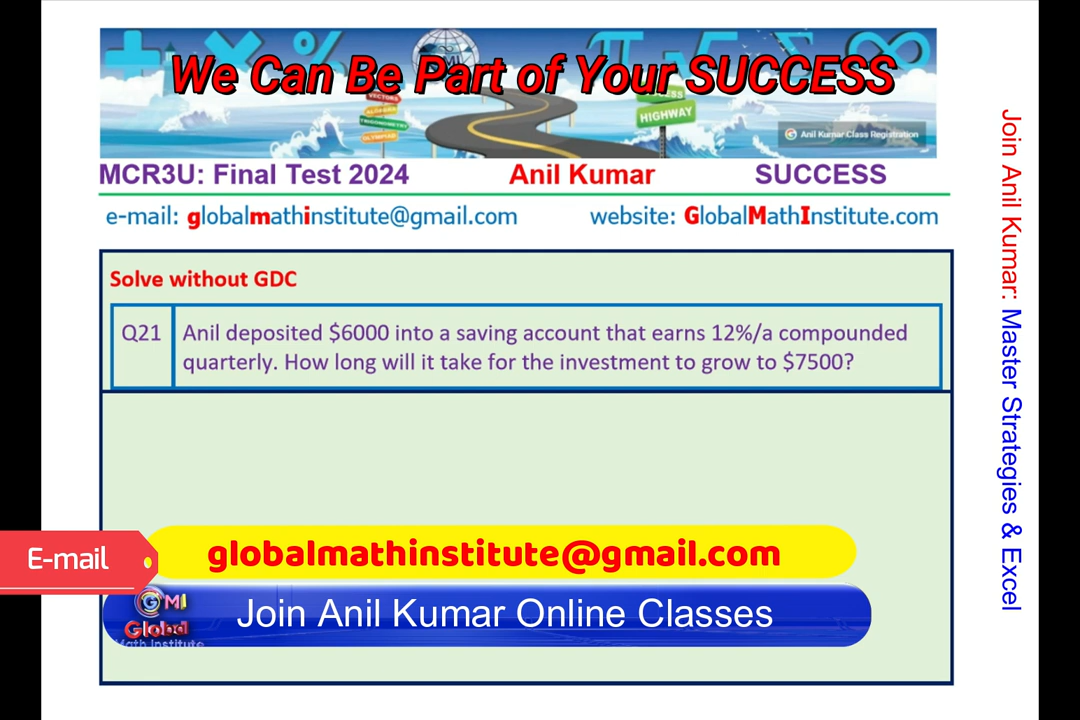 We Can Be Part of Your SUCCESS
VECTORS
TRIGONOMETRY
HIGHWAY
Anil Kumar Class Registration
MCR3U: Final Test 2024 Anil Kumar SUCCESS
e-mail: globalmathinstitute@gmail.com website: GlobalMathInstitute.com
Solve without GDC
Q21 Anil deposited $6000 into a saving account that earns 12%/a compounded
quarterly. How long will it take for the investment to grow to $7500?
E-mail
globalmathinstitute@gmail.com
GMI
Global
Math Institute
Join Anil Kumar Online Classes
Join Anil Kumar: Master Strategies & Excel